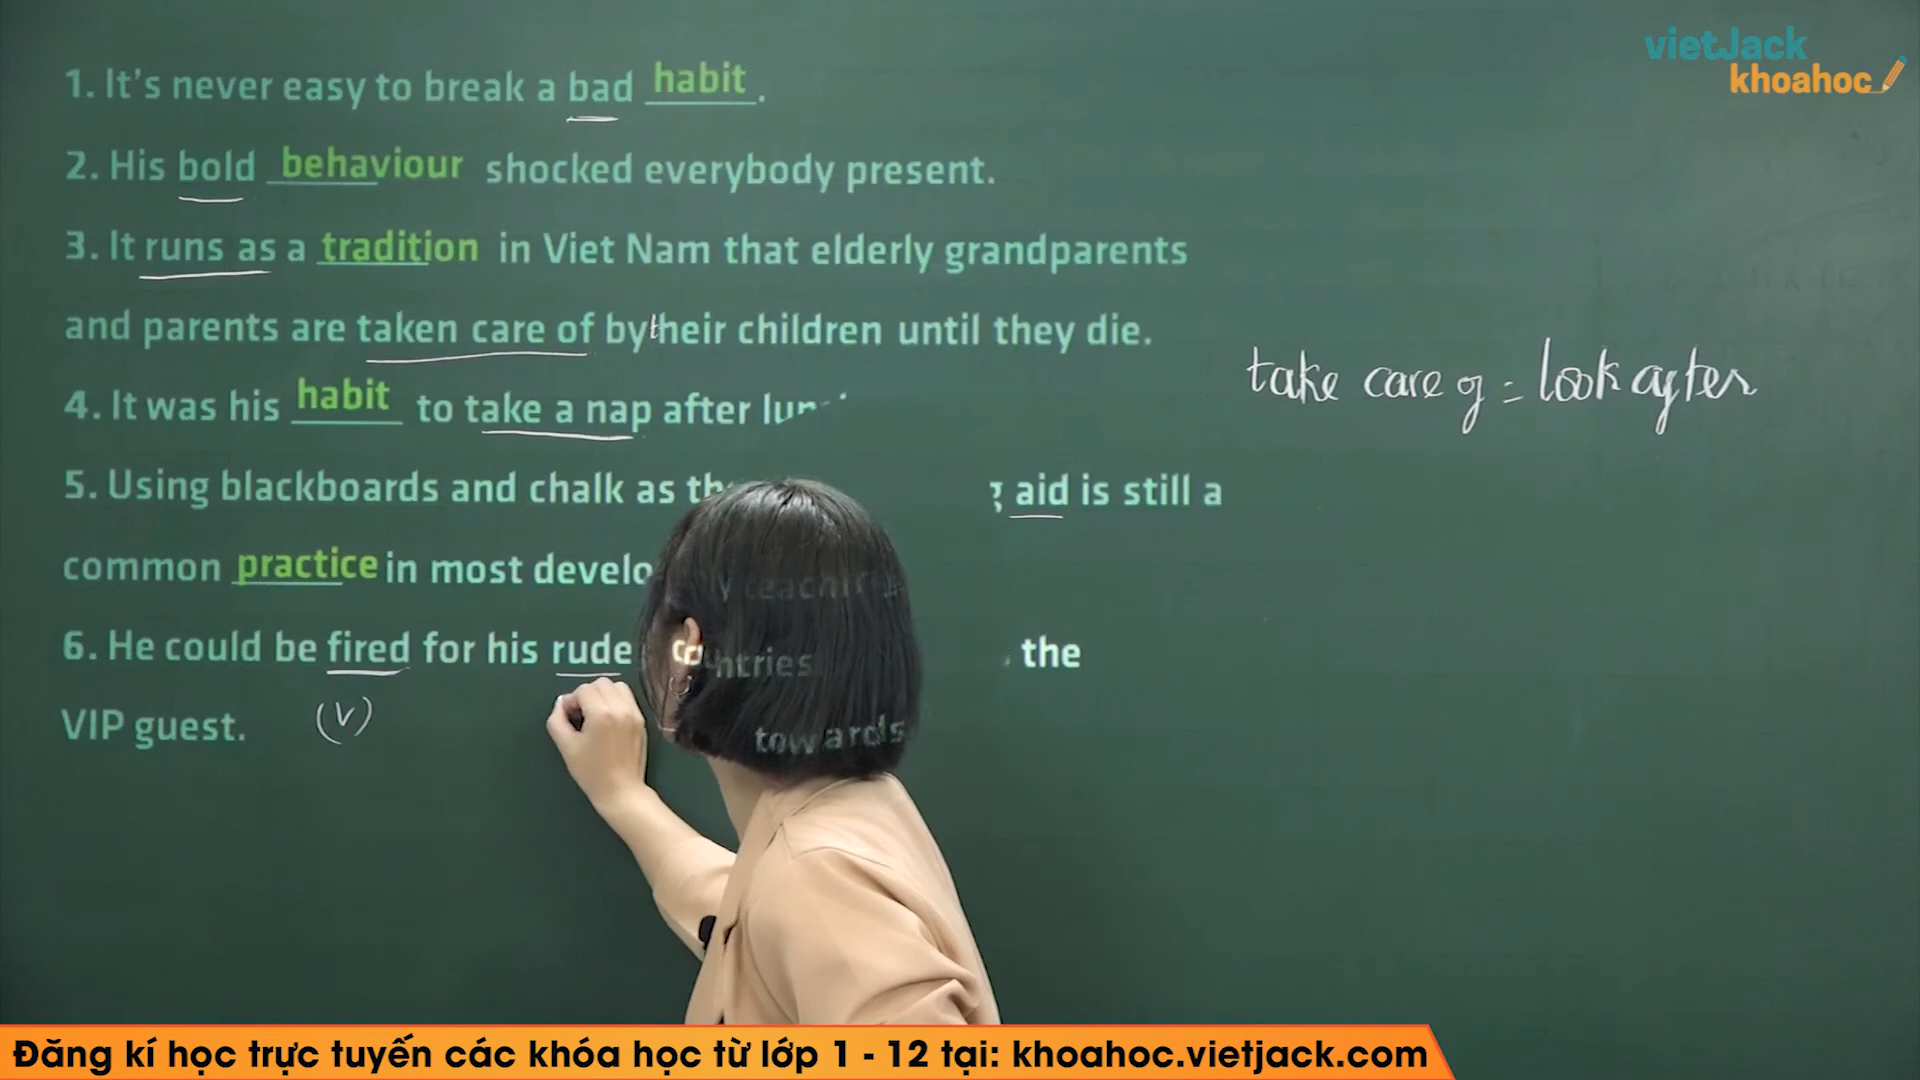 vietJack
khoahoc
1. It's never easy to break a bad habit.
2. His bold behaviour shocked everybody present.
3. It runs as a tradition in Viet Nam that elderly grandparents
and parents are taken care of by their children until they die.
take care of = look after
4. It was his habit to take a nap after
5. Using blackboards and chalk as aid is still a
common practice in most
teaching
6. He could be fired for his rude the
countries
VIP guest. (v)
towards
Đăng kí học trực tuyến các khóa học từ lớp 1 - 12 tại: khoahoc.vietjack.com